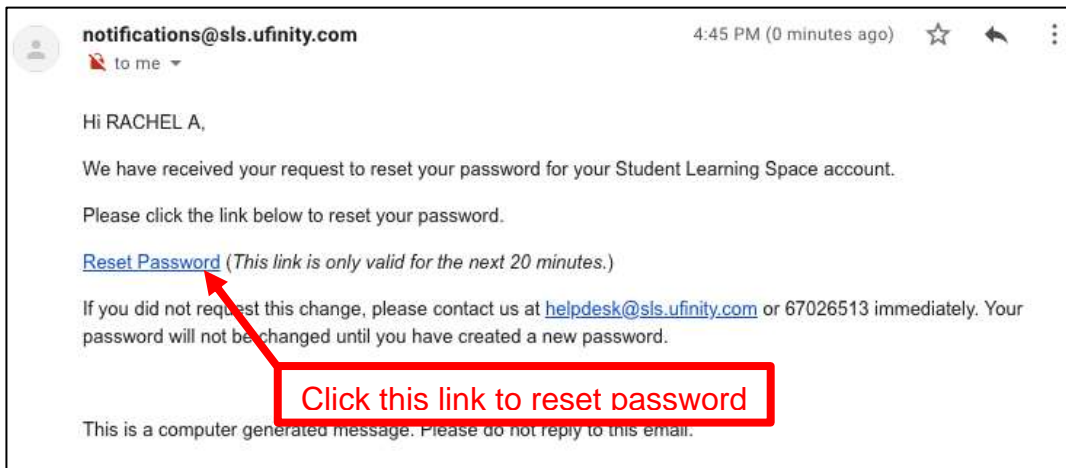 notifications@sls.ufinity.com 4:45 PM (0 minutes ago)
to me
Hi RACHEL A,
We have received your request to reset your password for your Student Learning Space account.
Please click the link below to reset your password.
Reset Password (This link is only valid for the next 20 minutes.)
If you did not request this change, please contact us at helpdesk@sls.ufinity.com or 67026513 immediately. Your
password will not be changed until you have created a new password.
Click this link to reset password
This is a computer generated message. Please do not reply to this email.